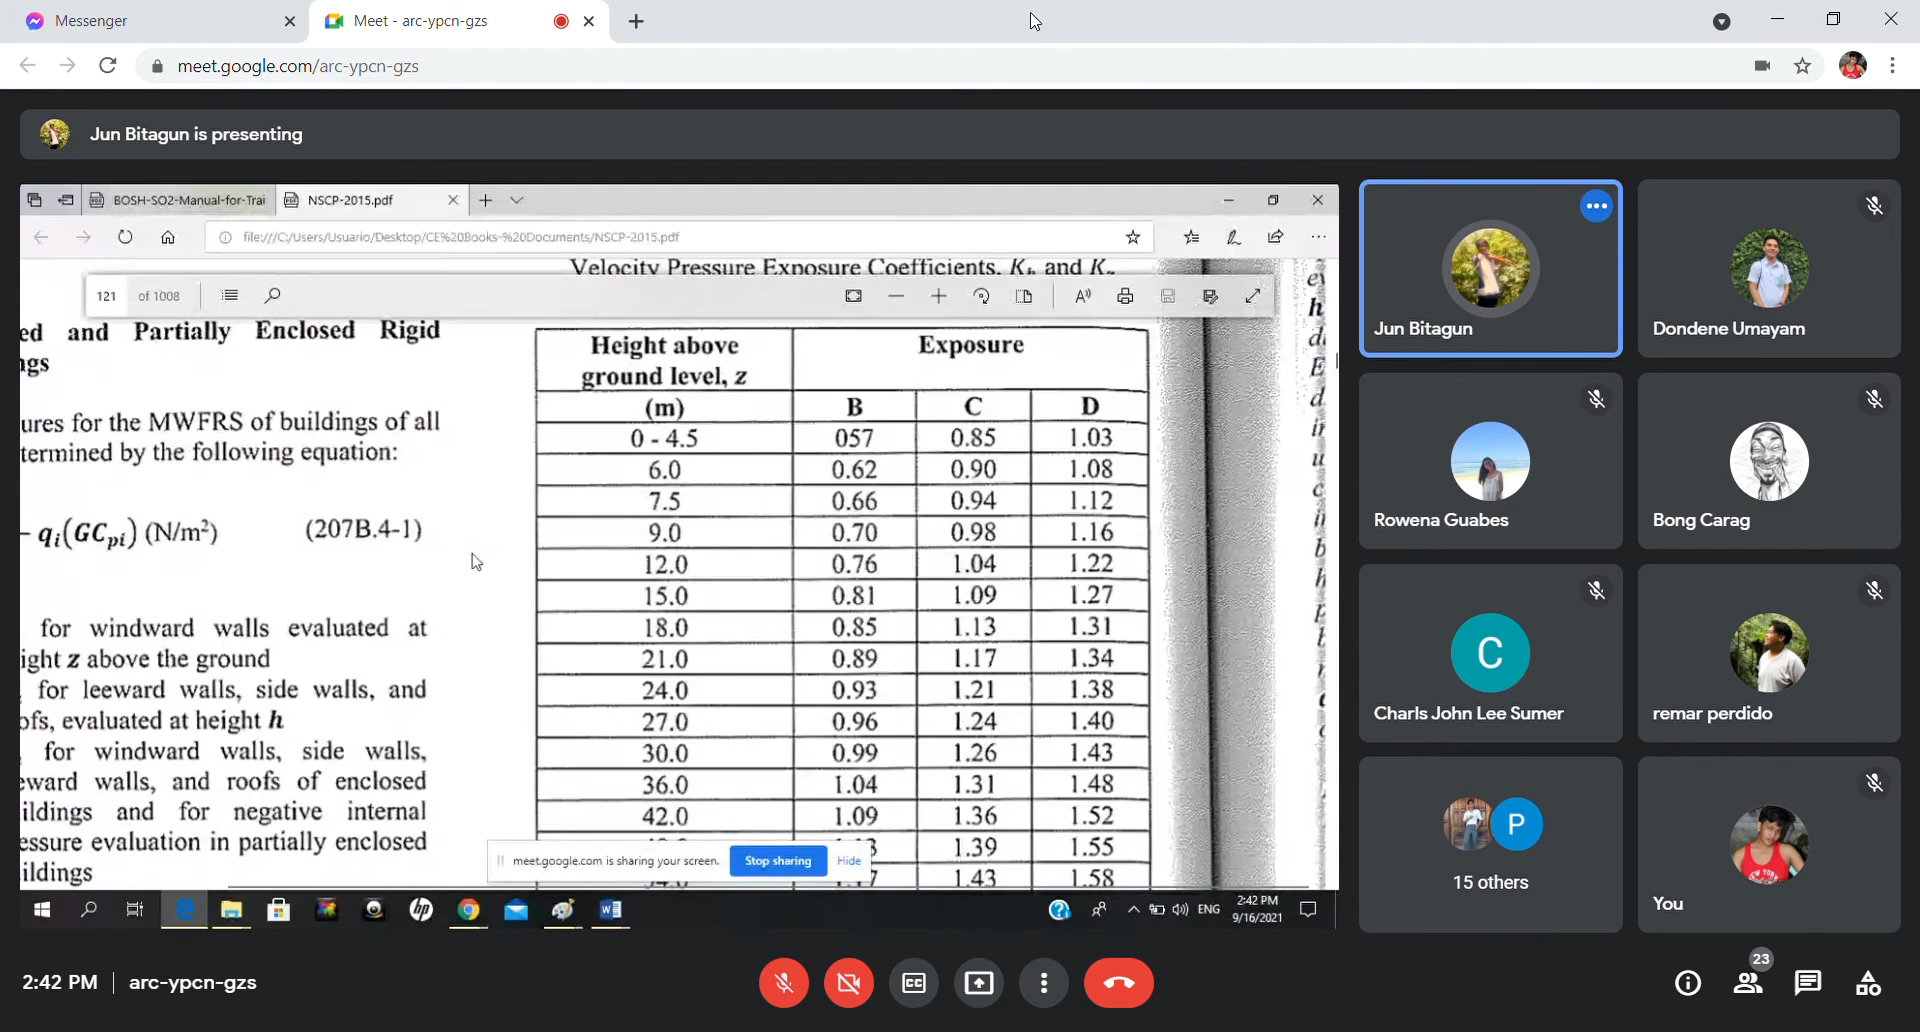 Messenger
Meet - arc-ypcn-gzs
meet.google.com/arc-ypcn-gzs
Jun Bitagun is presenting
BOSH-SO2-Manual-for-Trai
NSCP-2015.pdf
file:///C:/Users/Usuario/Desktop/CE%20Books-%20Documents/NSCP-2015.pdf
Velocity Pressure Exposure Coefficients, Kh and Kz
121 of 1008
ed and Partially Enclosed Rigid
ngs
ures for the MWFRS of buildings of all
termined by the following equation:
– qi(GCpi) (N/m²) (207B.4-1)
for windward walls evaluated at
ight z above the ground
for leeward walls, side walls, and
ofs, evaluated at height h
for windward walls, side walls,
eward walls, and roofs of enclosed
ildings and for negative internal
essure evaluation in partially enclosed
ildings
Height above Exposure
ground level, z
(m) B C D
0 - 4.5 057 0.85 1.03
6.0 0.62 0.90 1.08
7.5 0.66 0.94 1.12
9.0 0.70 0.98 1.16
12.0 0.76 1.04 1.22
15.0 0.81 1.09 1.27
18.0 0.85 1.13 1.31
21.0 0.89 1.17 1.34
24.0 0.93 1.21 1.38
27.0 0.96 1.24 1.40
30.0 0.99 1.26 1.43
36.0 1.04 1.31 1.48
42.0 1.09 1.36 1.52
1.39 1.55
1.43 1.58
meet.google.com is sharing your screen.
Stop sharing
Hide
hp
ENG
2:42 PM
9/16/2021
Jun Bitagun
Dondene Umayam
Rowena Guabes
Bong Carag
C
Charls John Lee Sumer
remar perdido
P
15 others
NEW YORK
You
2:42 PM
arc-ypcn-gzs
CC
23